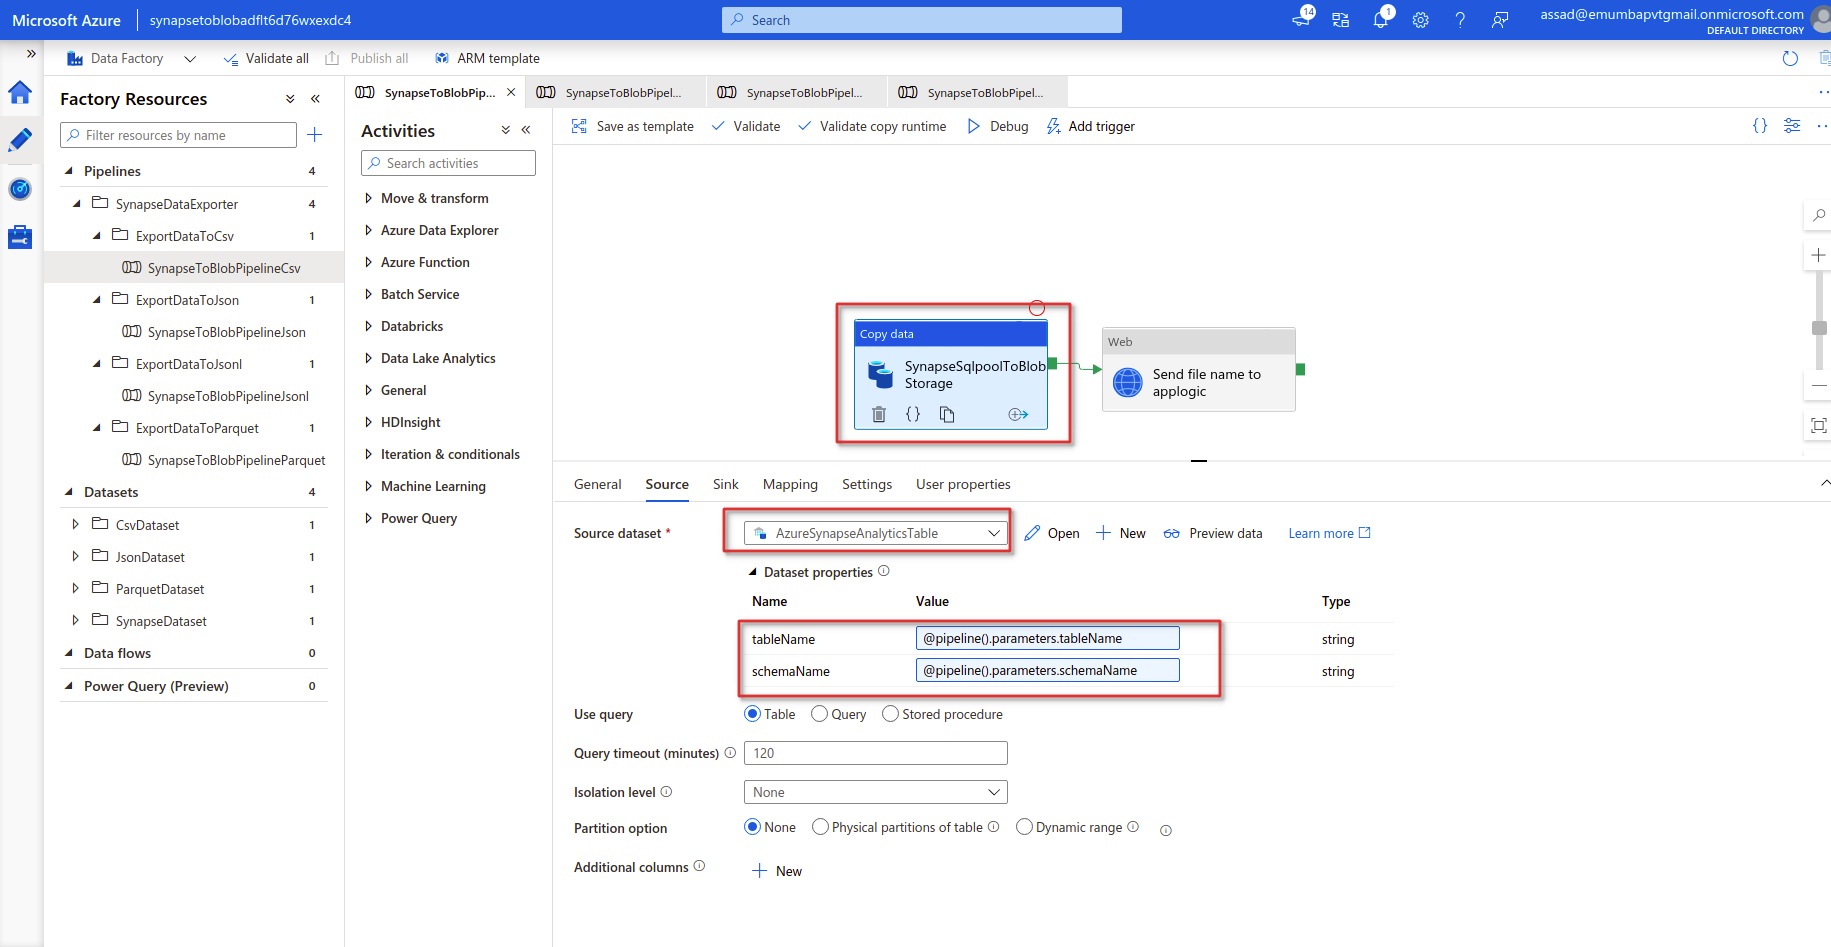 Microsoft Azure
synapsetoblobadflt6d76wxexdc4
Search
14
1
assad@emumbapvtgmail.onmicrosoft.com
DEFAULT DIRECTORY
Data Factory
Validate all
Publish all
ARM template
Factory Resources
Filter resources by name
Pipelines 4
SynapseDataExporter 4
ExportDataToCsv 1
SynapseToBlobPipelineCsv
ExportDataToJson 1
SynapseToBlobPipelineJson
ExportDataToJsonl 1
SynapseToBlobPipelineJsonl
ExportDataToParquet 1
SynapseToBlobPipelineParquet
Datasets 4
CsvDataset 1
JsonDataset 1
ParquetDataset 1
SynapseDataset 1
Data flows 0
Power Query (Preview) 0
SynapseToBlobPip...
SynapseToBlobPipel...
SynapseToBlobPipel...
SynapseToBlobPipel...
Activities
Search activities
Move & transform
Azure Data Explorer
Azure Function
Batch Service
Databricks
Data Lake Analytics
General
HDInsight
Iteration & conditionals
Machine Learning
Power Query
Save as template
Validate
Validate copy runtime
Debug
Add trigger
Copy data
SynapseSqlpoolToBlob
Storage
Web
Send file name to
applogic
General
Source
Sink
Mapping
Settings
User properties
Source dataset *
AzureSynapseAnalyticsTable
Open
New
Preview data
Learn more
Dataset properties
Name Value Type
tableName @pipeline().parameters.tableName string
schemaName @pipeline().parameters.schemaName string
Use query Table Query Stored procedure
Query timeout (minutes) 120
Isolation level None
Partition option None Physical partitions of table Dynamic range
Additional columns New